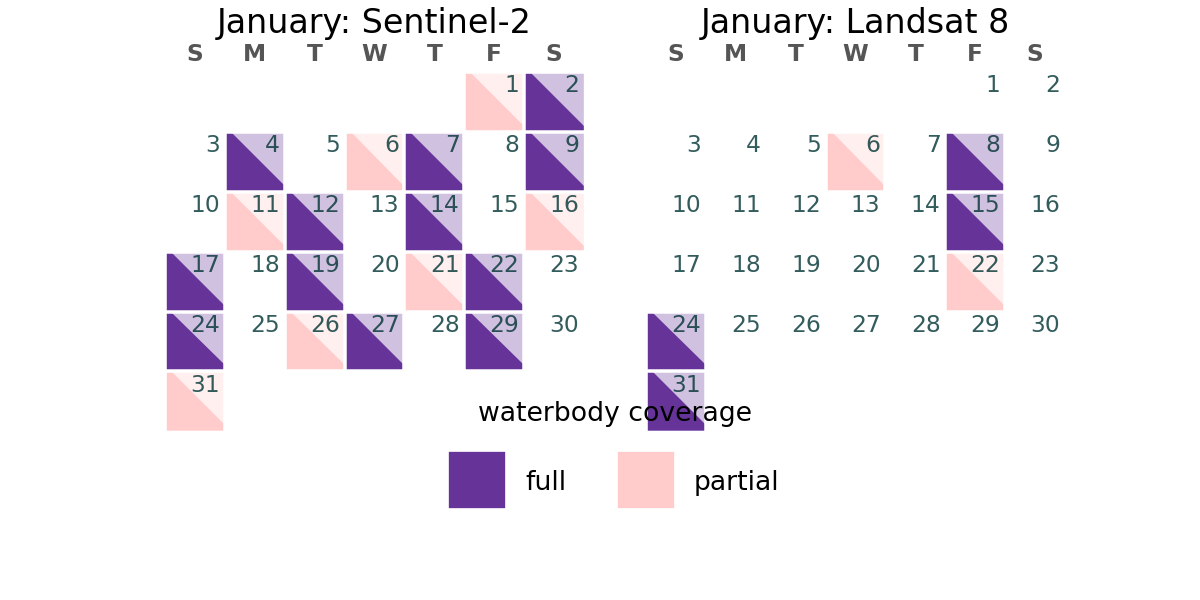 January: Sentinel-2
S M T W T F S
1 2
3 4 5 6 7 8 9
10 11 12 13 14 15 16
17 18 19 20 21 22 23
24 25 26 27 28 29 30
31
January: Landsat 8
S M T W T F S
1 2
3 4 5 6 7 8 9
10 11 12 13 14 15 16
17 18 19 20 21 22 23
24 25 26 27 28 29 30
31
waterbody coverage
full partial